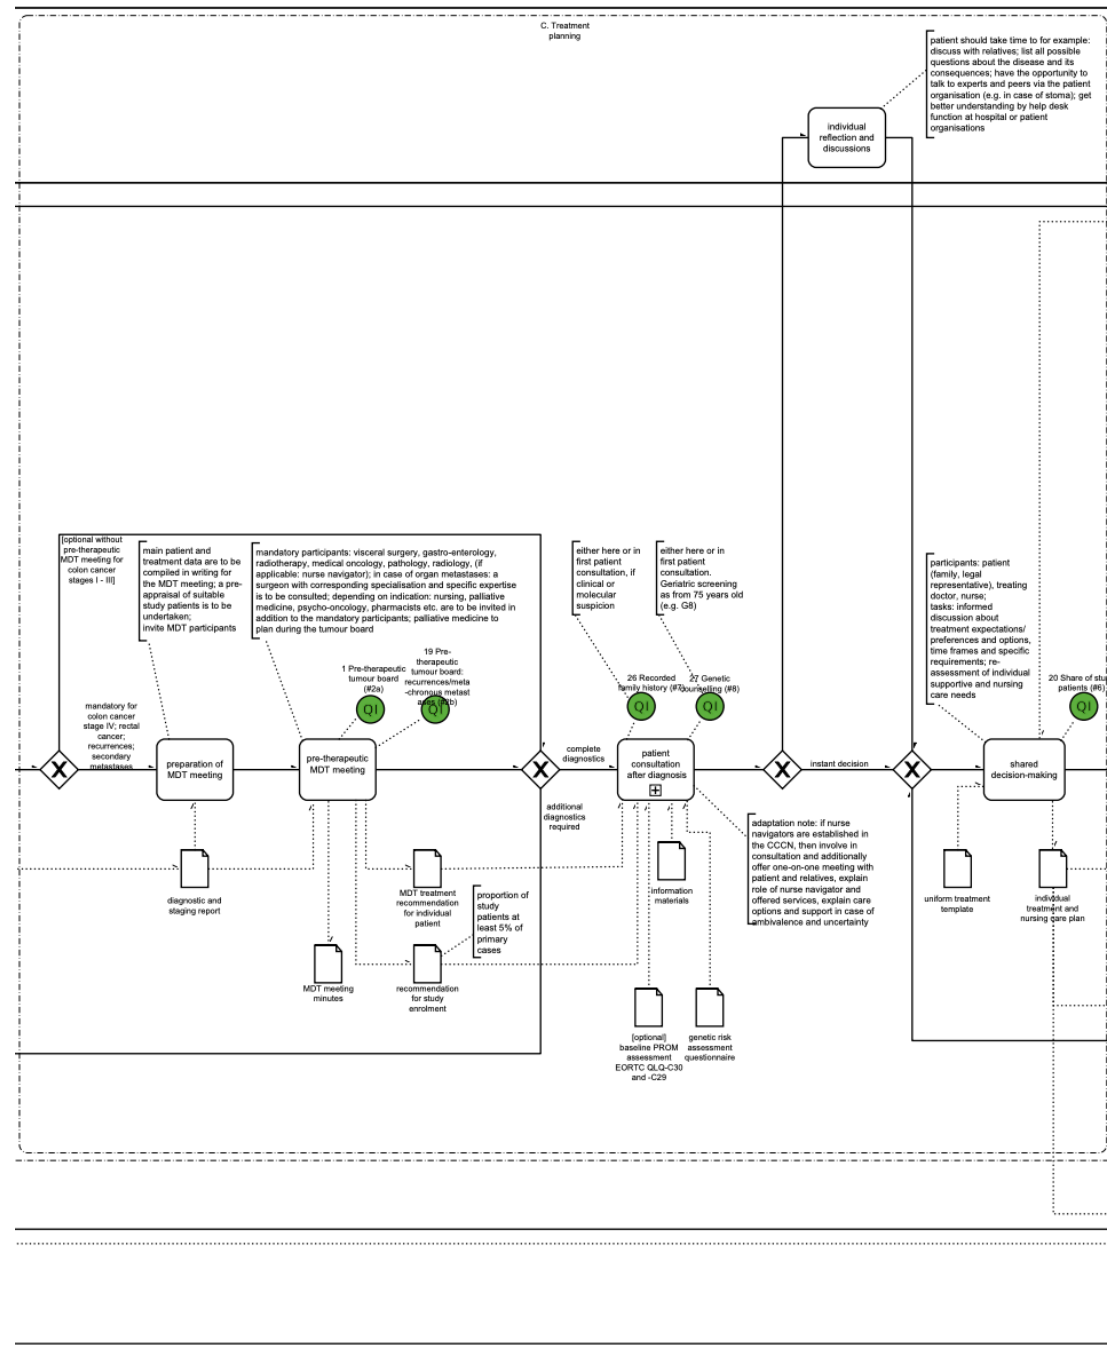 C. Treatment
planning
patient should take time to for example:
discuss with relatives; list all possible
questions about the disease and its
consequences; have the opportunity to
talk to experts and peers via the patient
organisation (e.g. in case of stoma); get
better understanding by help desk
function at hospital or patient
organisations
individual
reflection and
discussions
[optional without
pre-therapeutic
MDT meeting for
colon cancer
stages I - III]
main patient and
treatment data are to be
compiled in writing for
the MDT meeting; a pre-
appraisal of suitable
study patients is to be
undertaken;
invite MDT participants
mandatory participants: visceral surgery, gastro-enterology,
radiotherapy, medical oncology, pathology, radiology, (if
applicable: nurse navigator); in case of organ metastases: a
surgeon with corresponding specialisation and specific expertise
is to be consulted; depending on indication: nursing, palliative
medicine, psycho-oncology, pharmacists etc. are to be invited in
addition to the mandatory participants; palliative medicine to
plan during the tumour board
either here or in
first patient
consultation, if
clinical or
molecular
suspicion
either here or in
first patient
consultation.
Geriatric screening
as from 75 years old
(e.g. G8)
participants: patient
(family, legal
representative), treating
doctor, nurse;
tasks: informed
discussion about
treatment expectations/
preferences and options,
time frames and specific
requirements; re-
assessment of individual
supportive and nursing
care needs
1 Pre-therapeutic
tumour board
(#2a)
QI
19 Pre-
therapeutic
tumour board:
recurrences/meta
-chronous metast
ases (#2b)
QI
26 Recorded
family history (#7)
QI
27 Genetic
counselling (#8)
QI
20 Share of stu
patients (#6)
QI
mandatory for
colon cancer
stage IV; rectal
cancer;
recurrences;
secondary
metastases
X
preparation of
MDT meeting
pre-therapeutic
MDT meeting
X
complete
diagnostics
additional
diagnostics
required
patient
consultation
after diagnosis
X
instant decision
X
shared
decision-making
diagnostic and
staging report
MDT treatment
recommendation
for individual
patient
proportion of
study
patients at
least 5% of
primary
cases
MDT meeting
minutes
recommendation
for study
enrolment
information
materials
[optional]
baseline PROM
assessment
EORTC QLQ-C30
and -C29
genetic risk
assessment
questionnaire
adaptation note: if nurse
navigators are established in
the CCCN, then involve in
consultation and additionally
offer one-on-one meeting with
patient and relatives, explain
role of nurse navigator and
offered services, explain care
options and support in case of
ambivalence and uncertainty
uniform treatment
template
individual
treatment and
nursing care plan